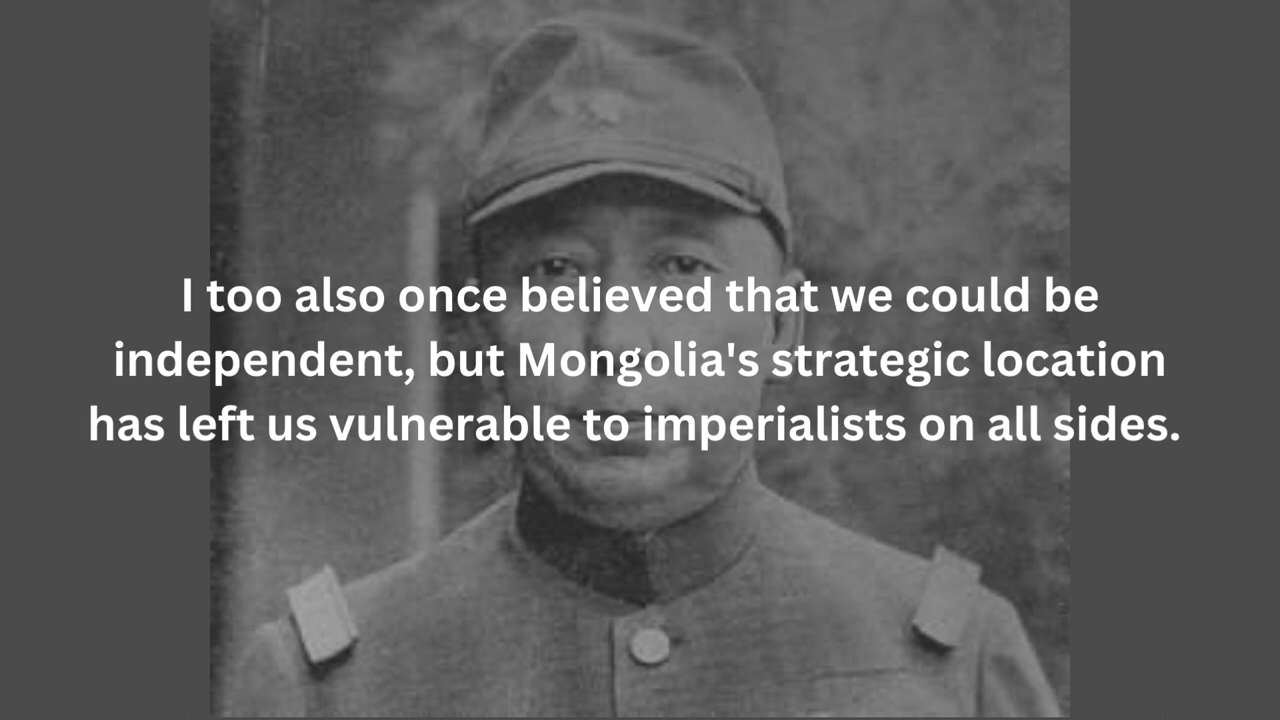 I too also once believed that we could be
independent, but Mongolia's strategic location
has left us vulnerable to imperialists on all sides.